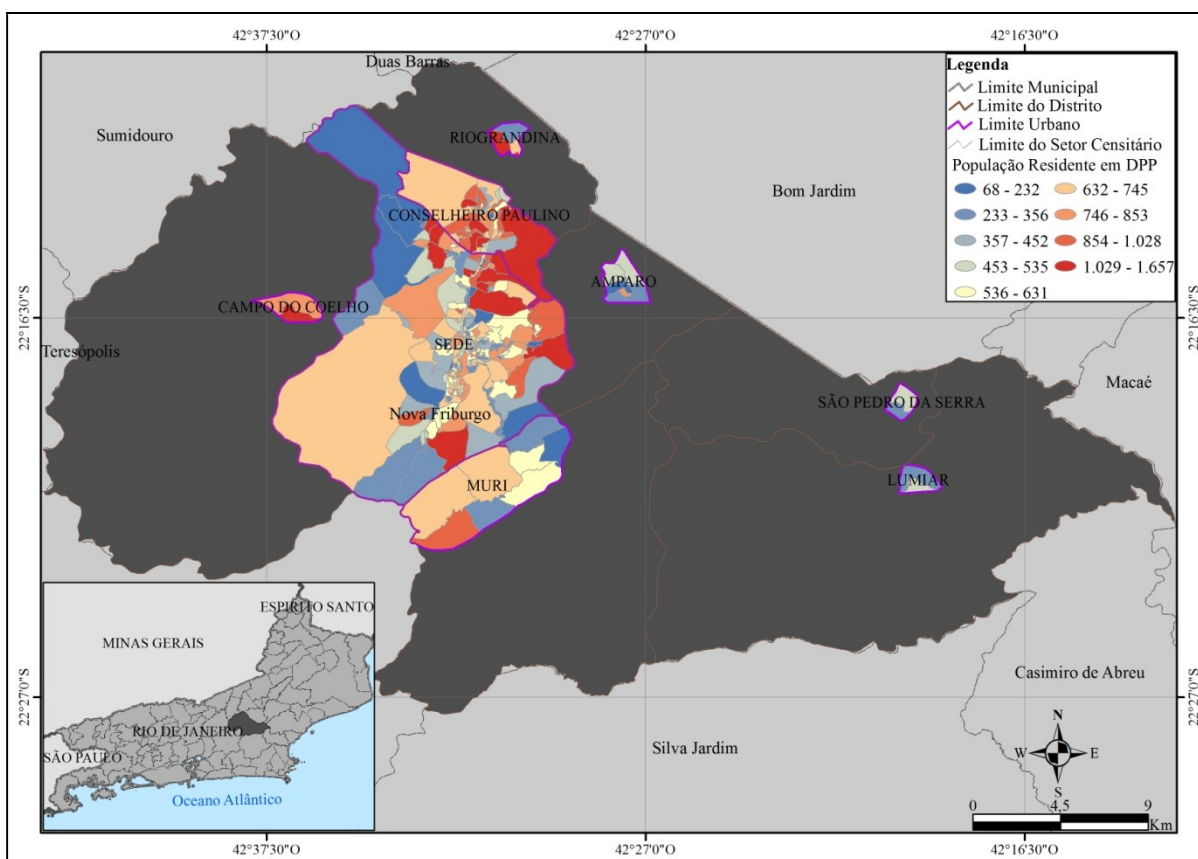 42°37'30"W
42°27'0"W
42°16'30"W
Duas Barras
Legenda
Limite Municipal
Limite do Distrito
Limite Urbano
Limite do Setor Censitário
População Residente em DPP
68 - 232
632 - 745
233 - 356
746 - 853
357 - 452
854 - 1.028
453 - 535
1.029 - 1.657
536 - 631
Sumidouro
RIOGRANDINA
Bom Jardim
CONSELHEIRO PAULINO
AMPARO
CAMPO DO COELHO
22°16'30"S
22°16'30"S
Teresópolis
SEDE
Macaé
SÃO PEDRO DA SERRA
Nova Friburgo
MURI
LUMIAR
ESPIRITO SANTO
MINAS GERAIS
RIO DE JANEIRO
SÃO PAULO
Oceano Atlântico
Casimiro de Abreu
22°27'0"S
22°27'0"S
Silva Jardim
N
W
E
S
0 4,5 9
Km
42°37'30"W
42°27'0"W
42°16'30"W